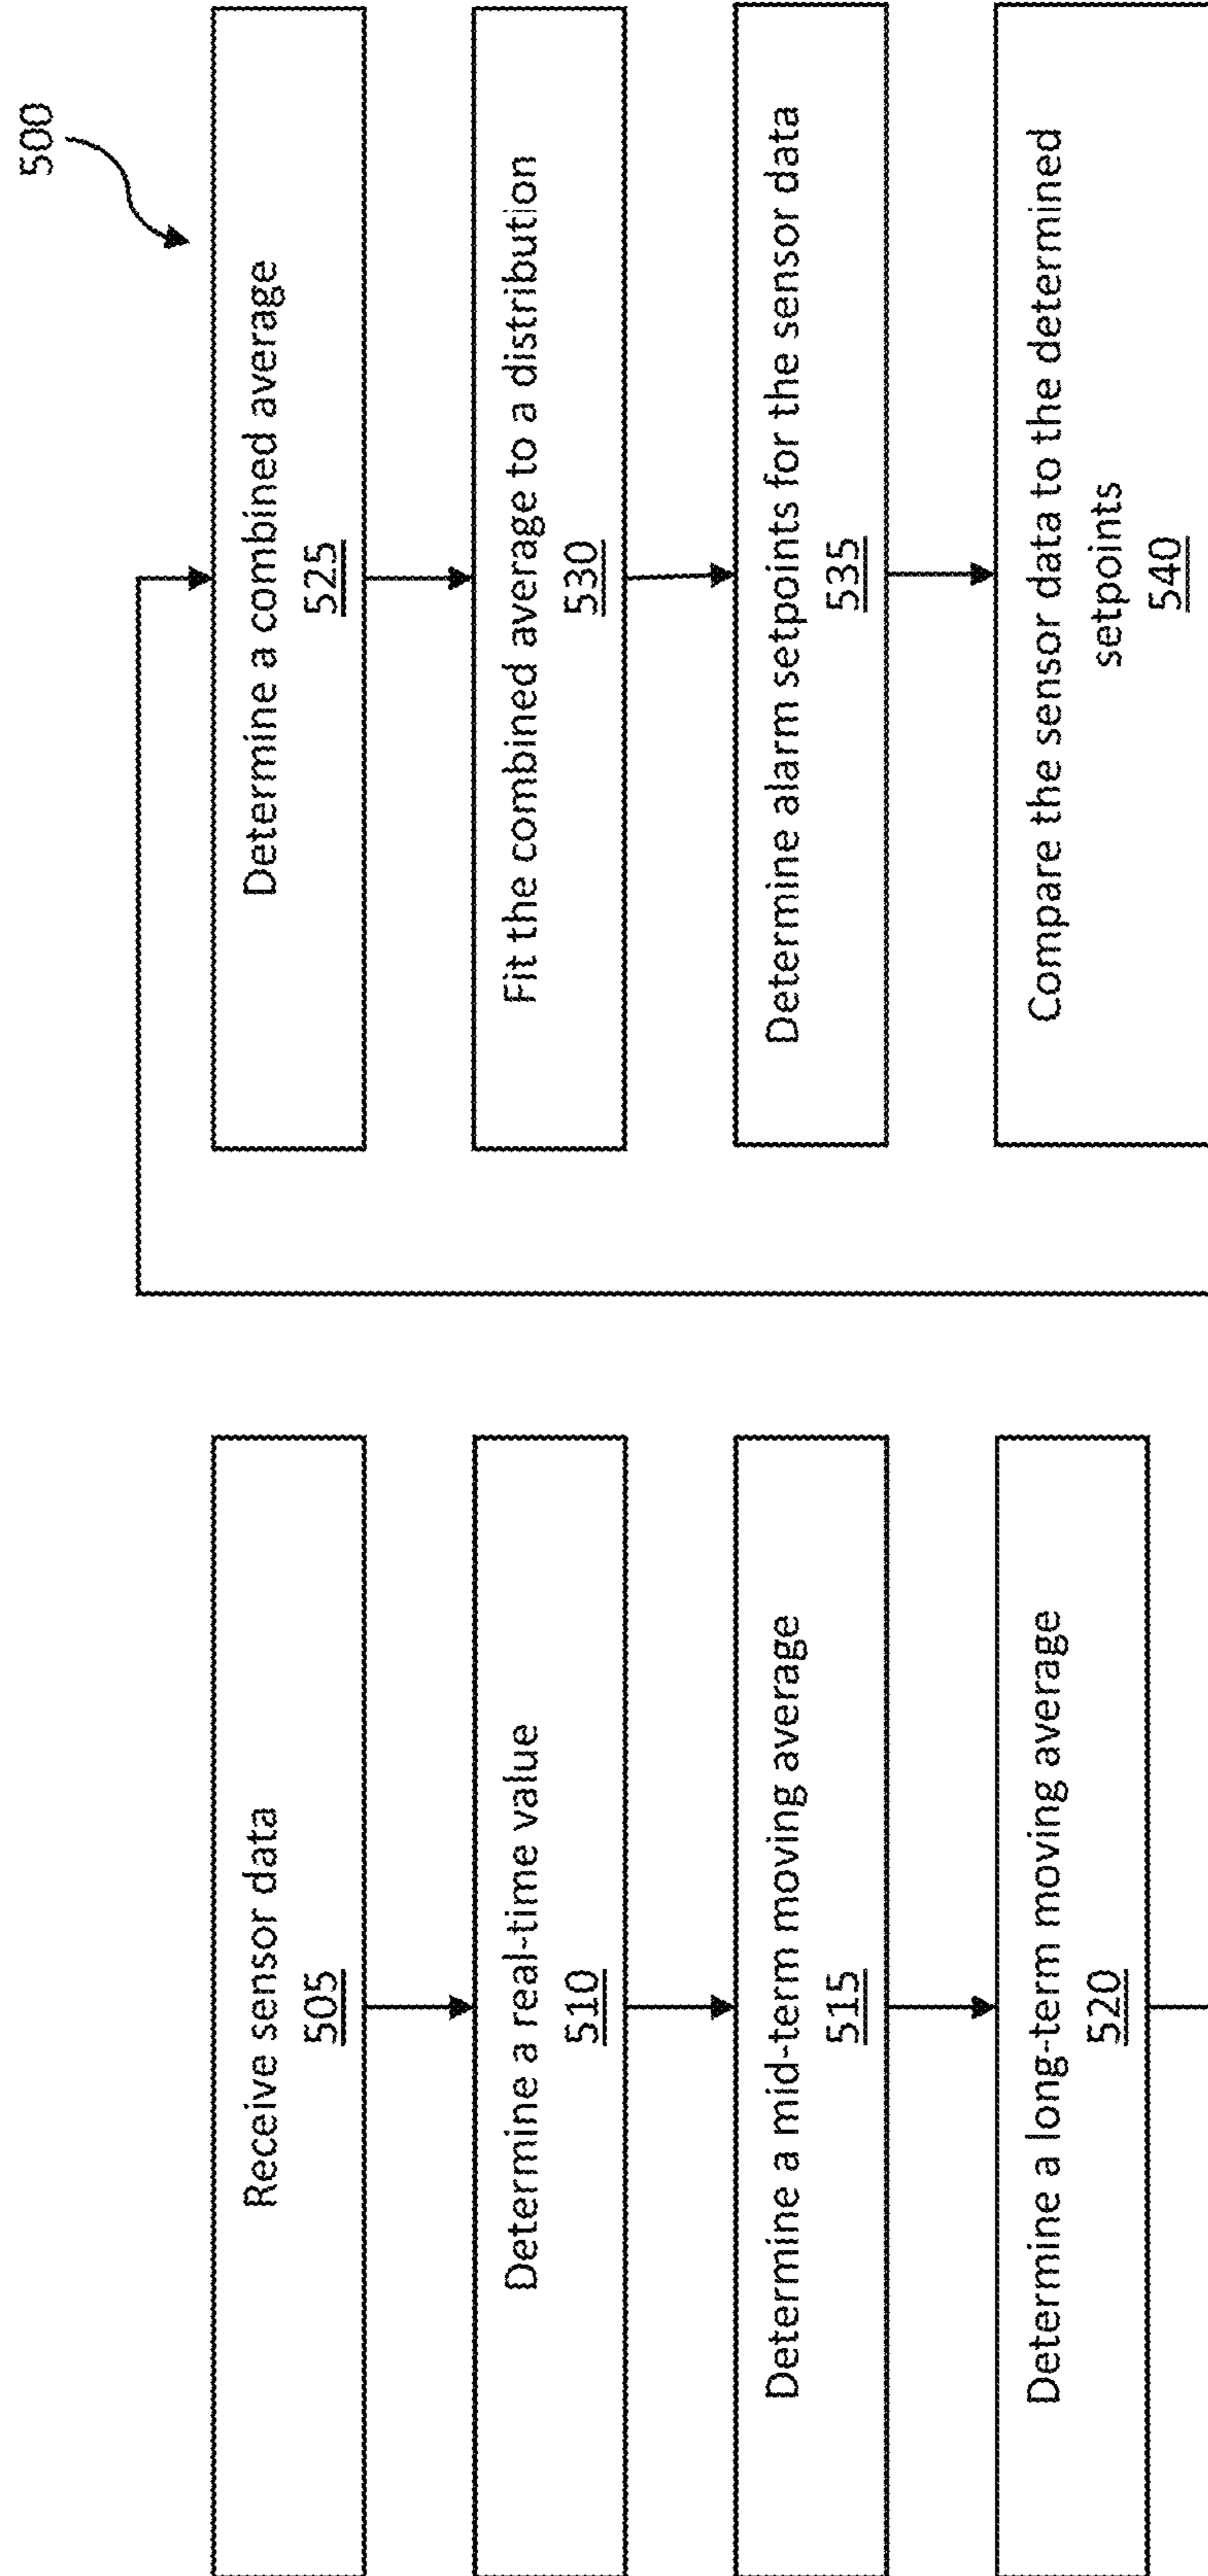 500
Receive sensor data
505
Determine a real-time value
510
Determine a mid-term moving average
515
Determine a long-term moving average
520
Determine a combined average
525
Fit the combined average to a distribution
530
Determine alarm setpoints for the sensor data
535
Compare the sensor data to the determined
setpoints
540